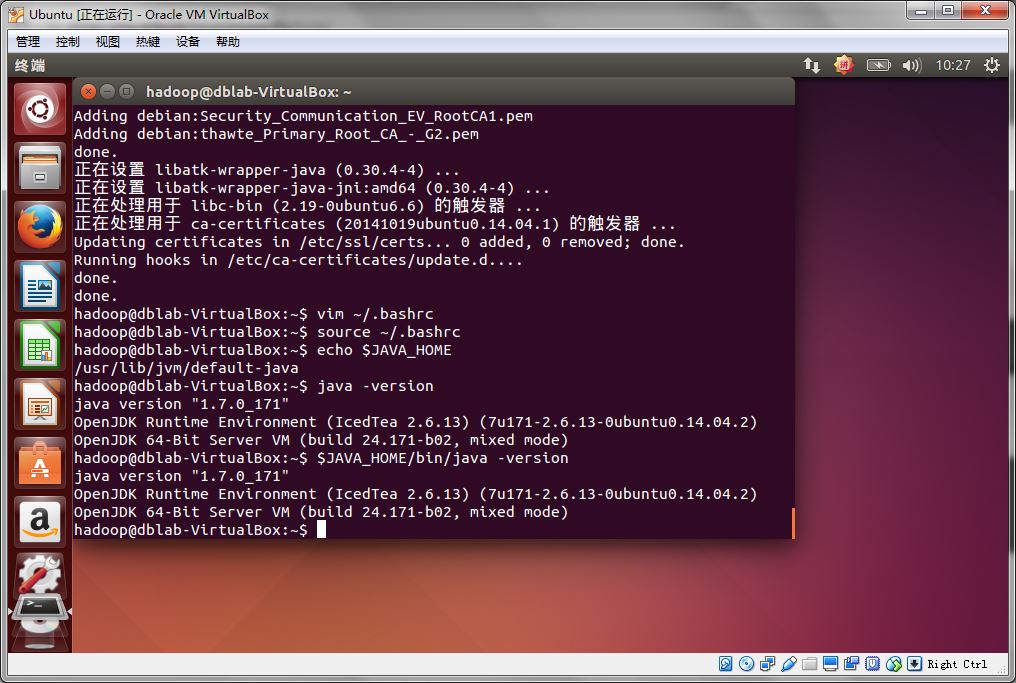 Ubuntu [正在运行] - Oracle VM VirtualBox
管理 控制 视图 热键 设备 帮助
终端 拼 10:27
hadoop@dblab-VirtualBox: ~
Adding debian:Security_Communication_EV_RootCA1.pem
Adding debian:thawte_Primary_Root_CA_-_G2.pem
done.
正在设置 libatk-wrapper-java (0.30.4-4) ...
正在设置 libatk-wrapper-java-jni:amd64 (0.30.4-4) ...
正在处理用于 libc-bin (2.19-0ubuntu6.6) 的触发器 ...
正在处理用于 ca-certificates (20141019ubuntu0.14.04.1) 的触发器 ...
Updating certificates in /etc/ssl/certs... 0 added, 0 removed; done.
Running hooks in /etc/ca-certificates/update.d....
done.
done.
hadoop@dblab-VirtualBox:~$ vim ~/.bashrc
hadoop@dblab-VirtualBox:~$ source ~/.bashrc
hadoop@dblab-VirtualBox:~$ echo $JAVA_HOME
/usr/lib/jvm/default-java
hadoop@dblab-VirtualBox:~$ java -version
java version "1.7.0_171"
OpenJDK Runtime Environment (IcedTea 2.6.13) (7u171-2.6.13-0ubuntu0.14.04.2)
OpenJDK 64-Bit Server VM (build 24.171-b02, mixed mode)
hadoop@dblab-VirtualBox:~$ $JAVA_HOME/bin/java -version
java version "1.7.0_171"
OpenJDK Runtime Environment (IcedTea 2.6.13) (7u171-2.6.13-0ubuntu0.14.04.2)
OpenJDK 64-Bit Server VM (build 24.171-b02, mixed mode)
hadoop@dblab-VirtualBox:~$
Right Ctrl